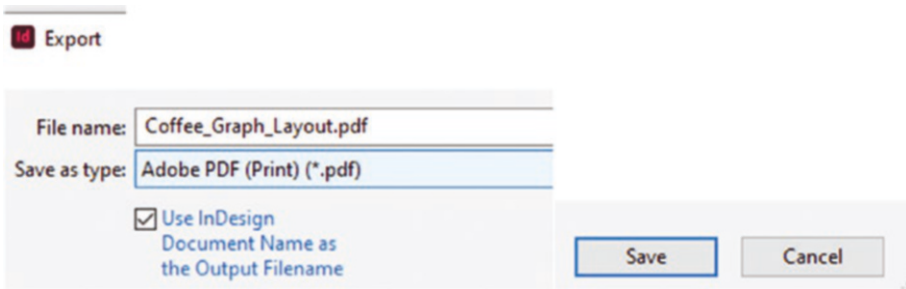 Id Export
File name: Coffee_Graph_Layout.pdf
Save as type: Adobe PDF (Print) (*.pdf)
Use InDesign
Document Name as
the Output Filename
Save Cancel